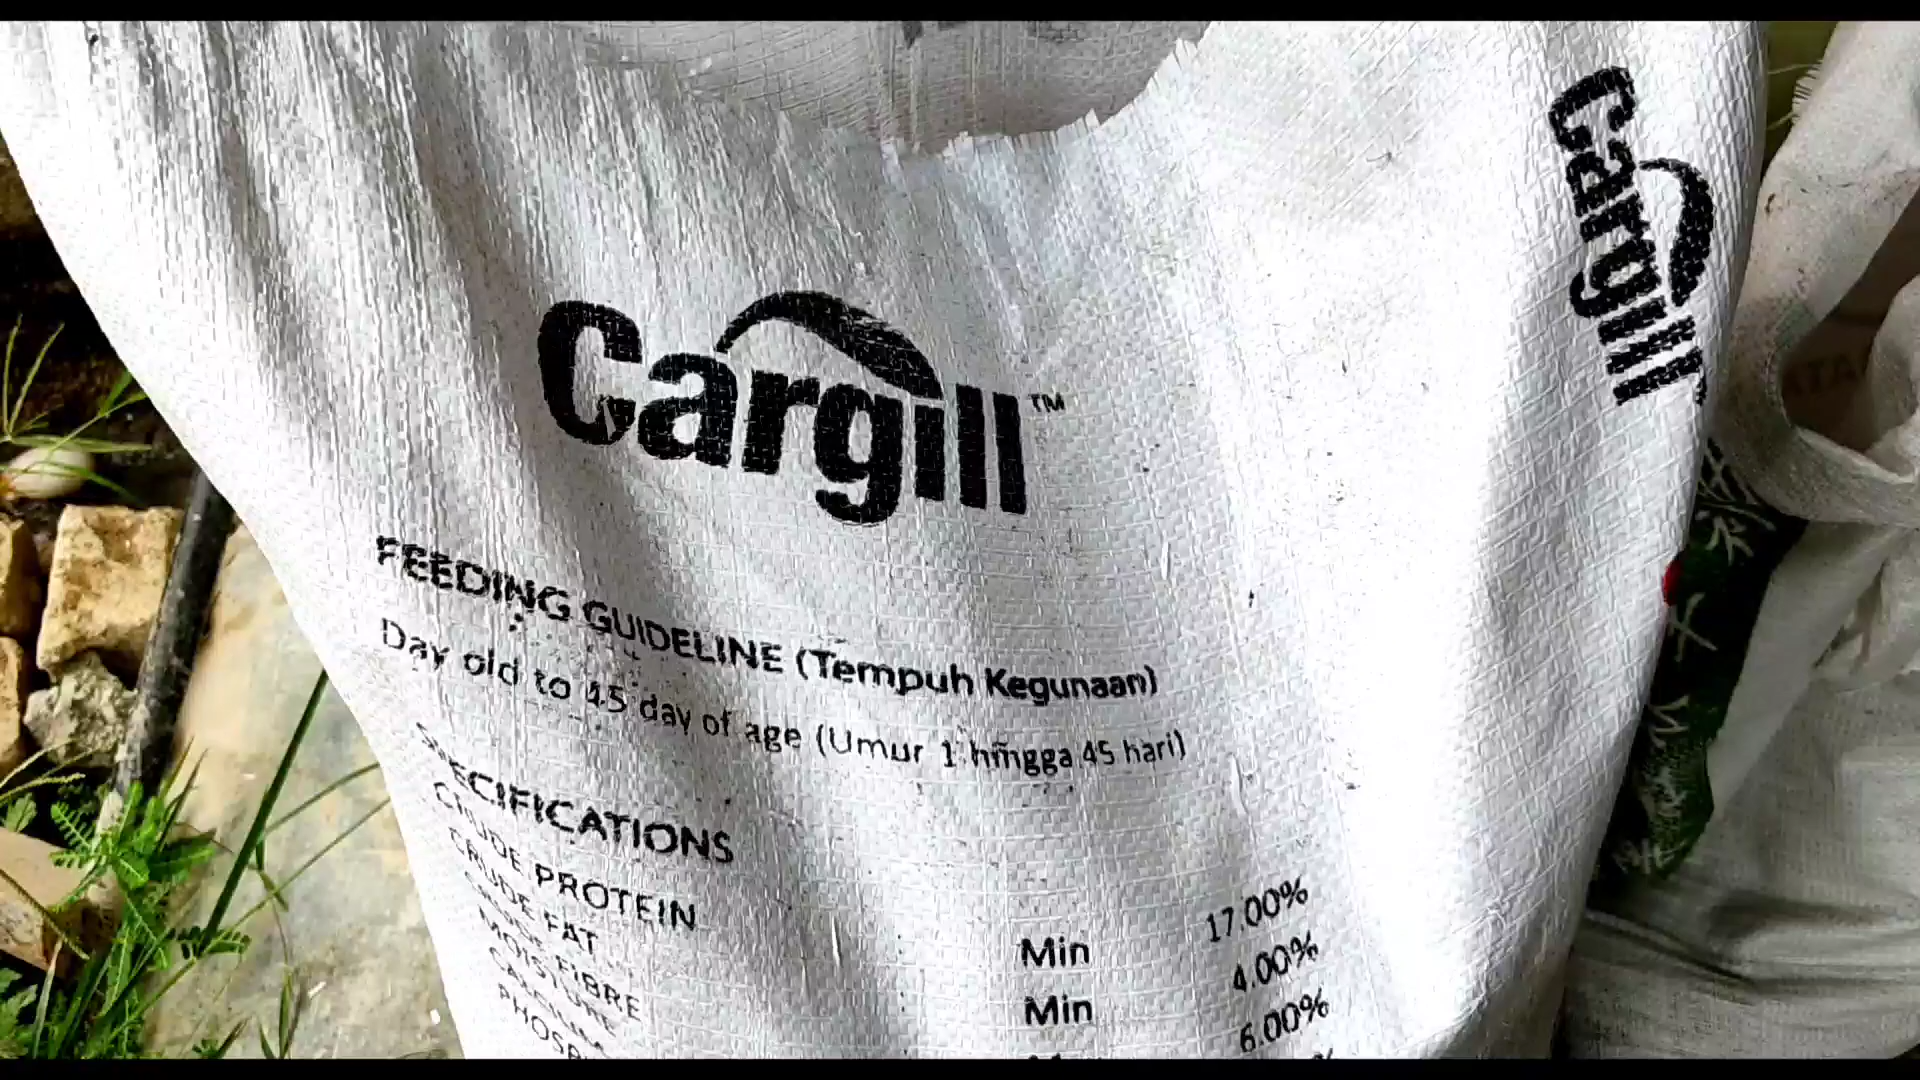 Cargill™
Cargill
FEEDING GUIDELINE (Tempuh Kegunaan)
Day old to 45 day of age (Umur 1 hingga 45 hari)
SPECIFICATIONS
CRUDE PROTEIN Min 17.00%
CRUDE FAT Min 4.00%
CRUDE FIBRE 6.00%
MOISTURE
CALCIUM